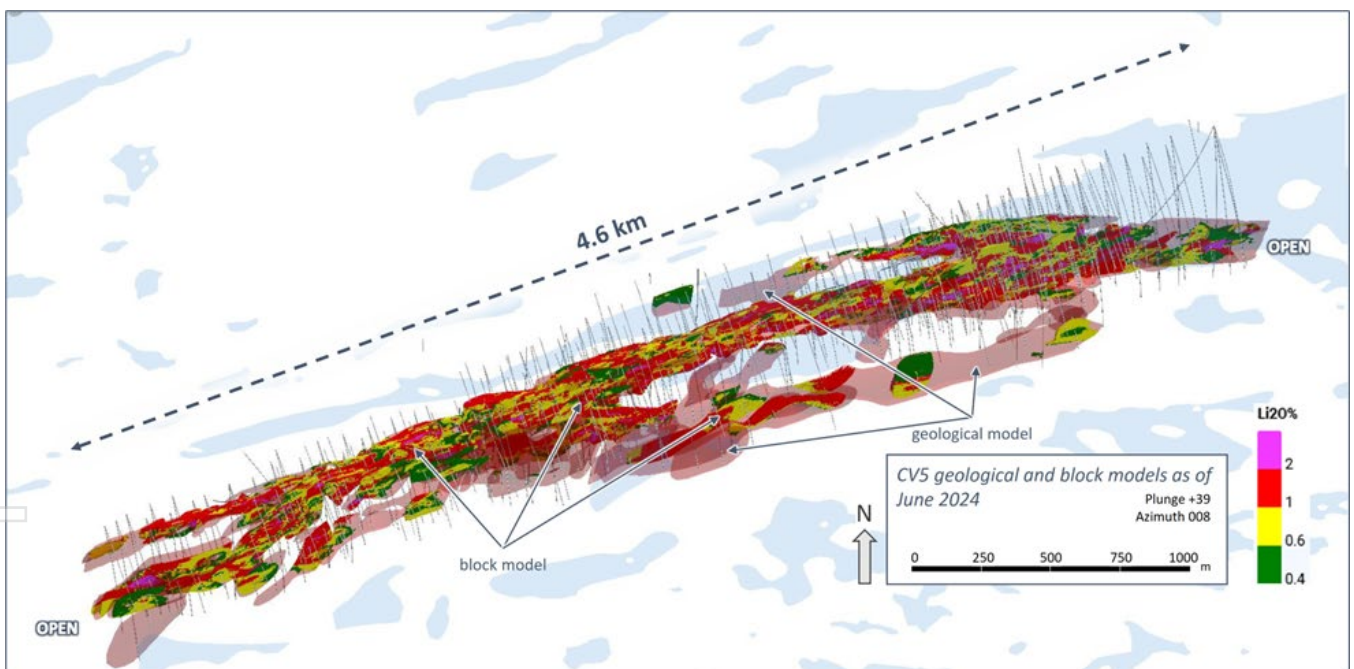 4.6 km
OPEN
geological model
Li20%
2
1
0.6
0.4
CV5 geological and block models as of
June 2024
Plunge +39
Azimuth 008
N
0 250 500 750 1000
m
block model
OPEN